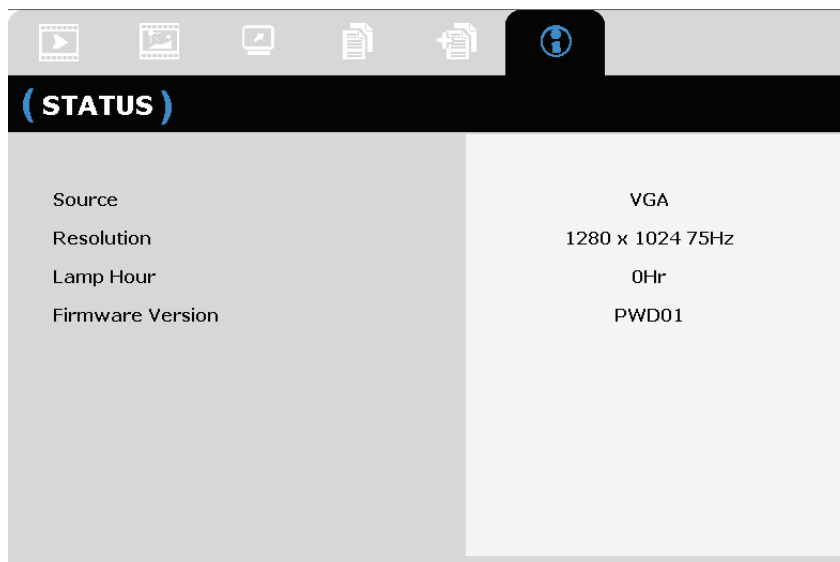 ( STATUS )
Source VGA
Resolution 1280 x 1024 75Hz
Lamp Hour 0Hr
Firmware Version PWD01